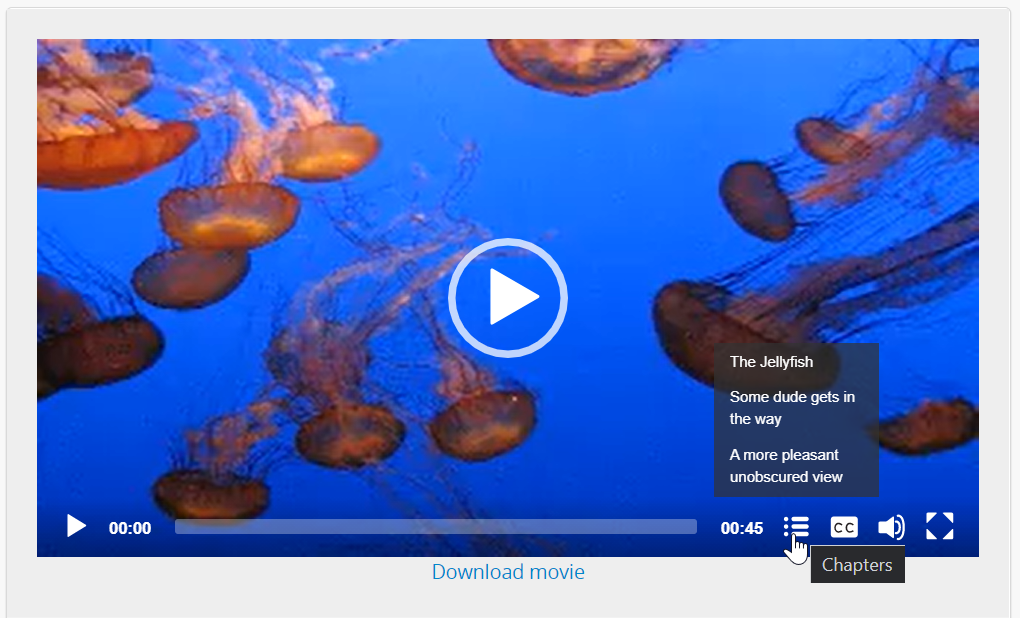 The Jellyfish
Some dude gets in
the way
A more pleasant
unobscured view
00:00
00:45
CC
Chapters
Download movie